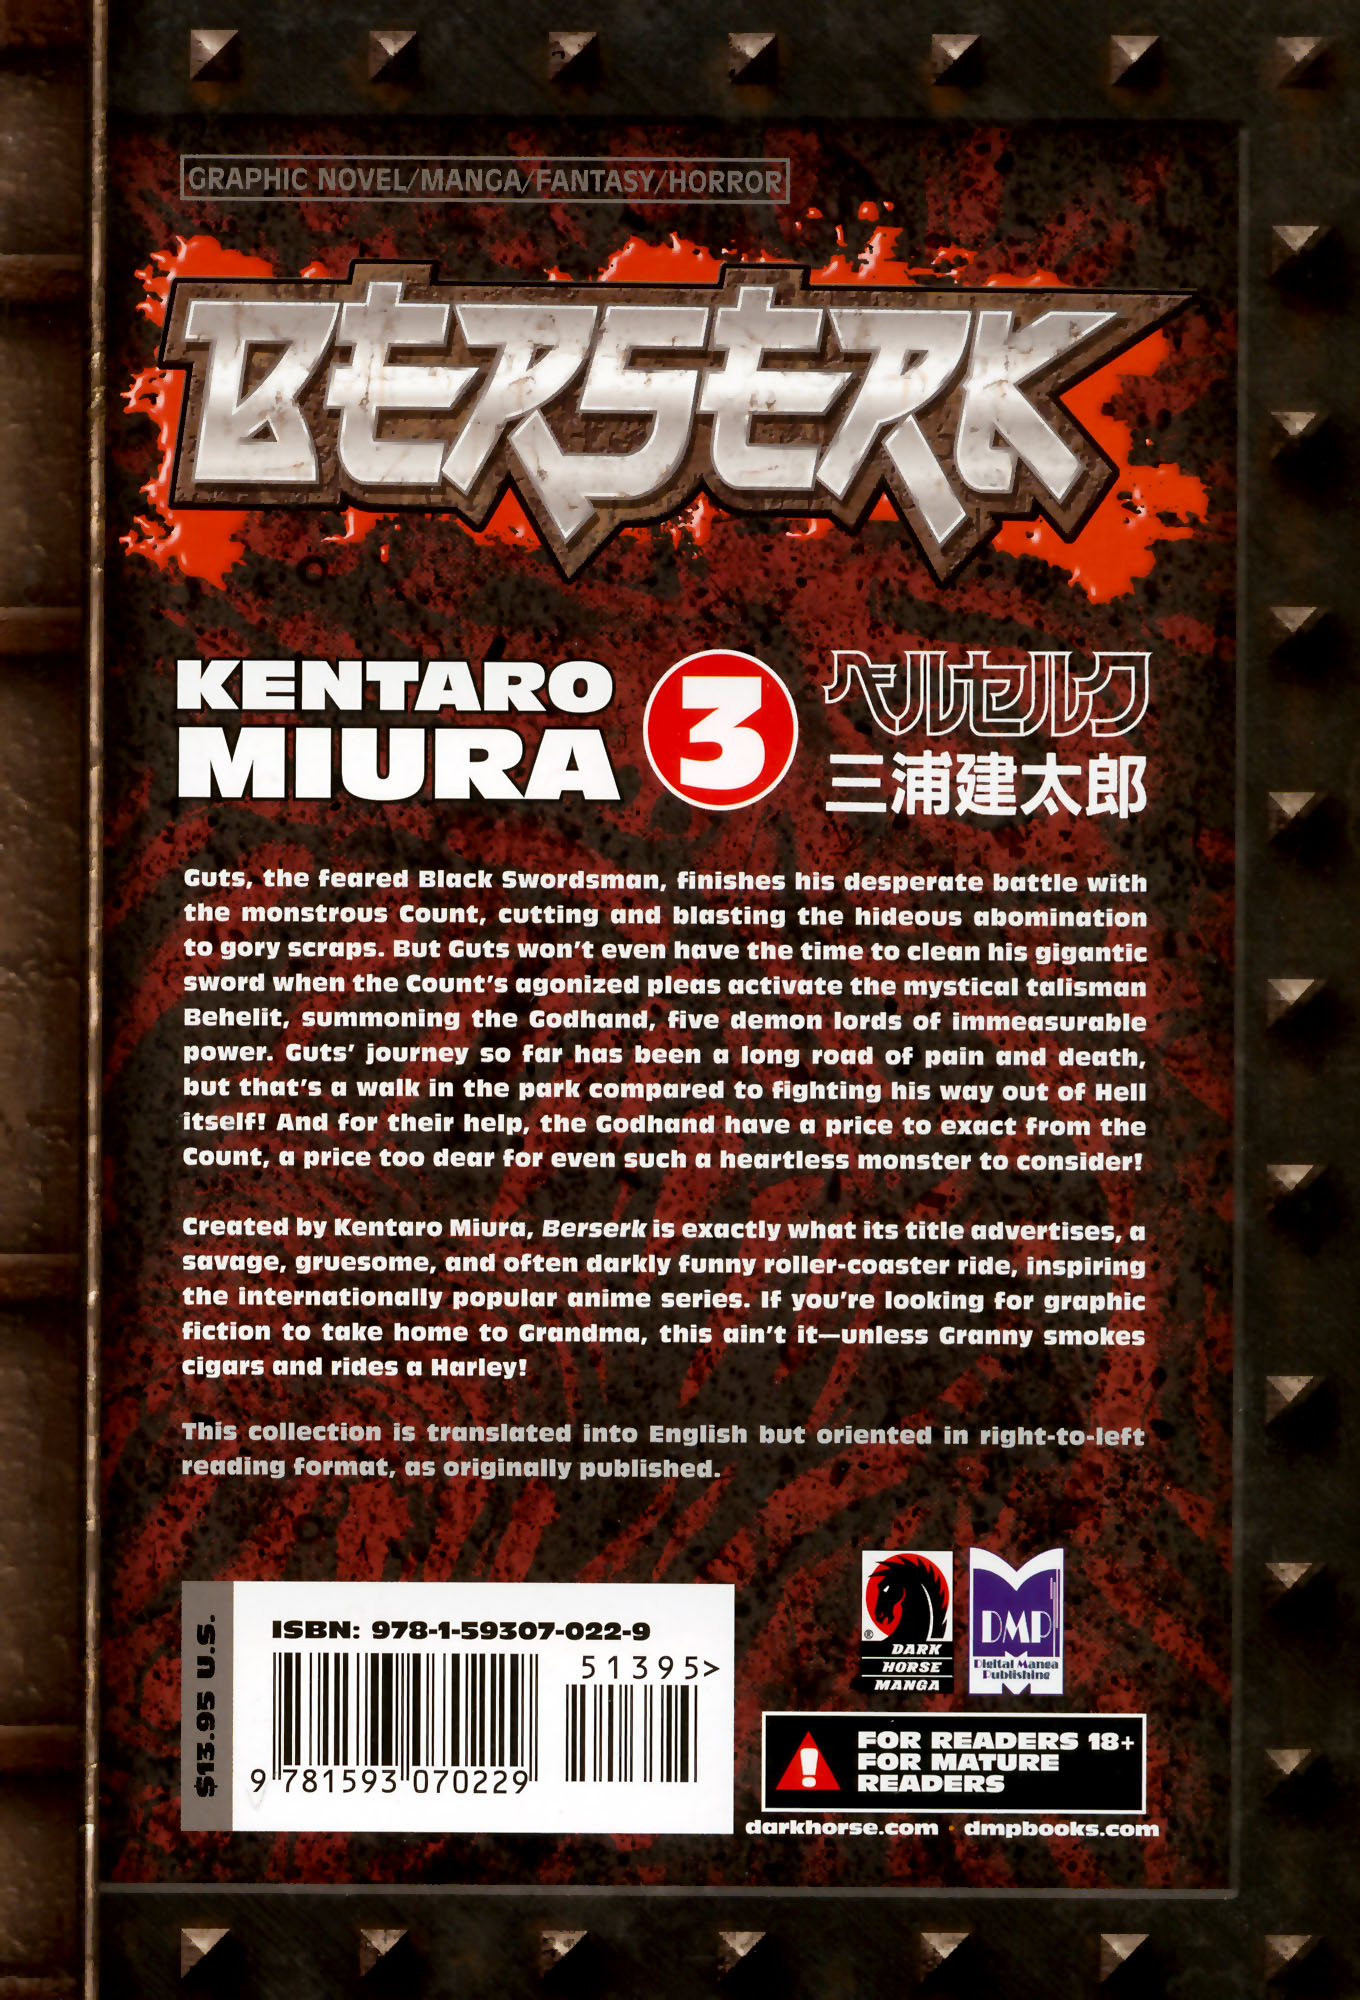 GRAPHIC NOVEL/MANGA/FANTASY/HORROR
BERSERK
KENTARO
MIURA
3
ベルセルク
三浦建太郎
Guts, the feared Black Swordsman, finishes his desperate battle with
the monstrous Count, cutting and blasting the hideous abomination
to gory scraps. But Guts won't even have the time to clean his gigantic
sword when the Count's agonized pleas activate the mystical talisman
Behelit, summoning the Godhand, five demon lords of immeasurable
power. Guts' journey so far has been a long road of pain and death,
but that's a walk in the park compared to fighting his way out of Hell
itself! And for their help, the Godhand have a price to exact from the
Count, a price too dear for even such a heartless monster to consider!
Created by Kentaro Miura, Berserk is exactly what its title advertises, a
savage, gruesome, and often darkly funny roller-coaster ride, inspiring
the internationally popular anime series. If you're looking for graphic
fiction to take home to Grandma, this ain't it—unless Granny smokes
cigars and rides a Harley!
This collection is translated into English but oriented in right-to-left
reading format, as originally published.
$13.95 U.S.
ISBN: 978-1-59307-022-9
51395>
9 781593 070229
®
DARK
HORSE
MANGA
DMP
Digital Manga
Publishing
!
FOR READERS 18+
FOR MATURE
READERS
darkhorse.com · dmpbooks.com